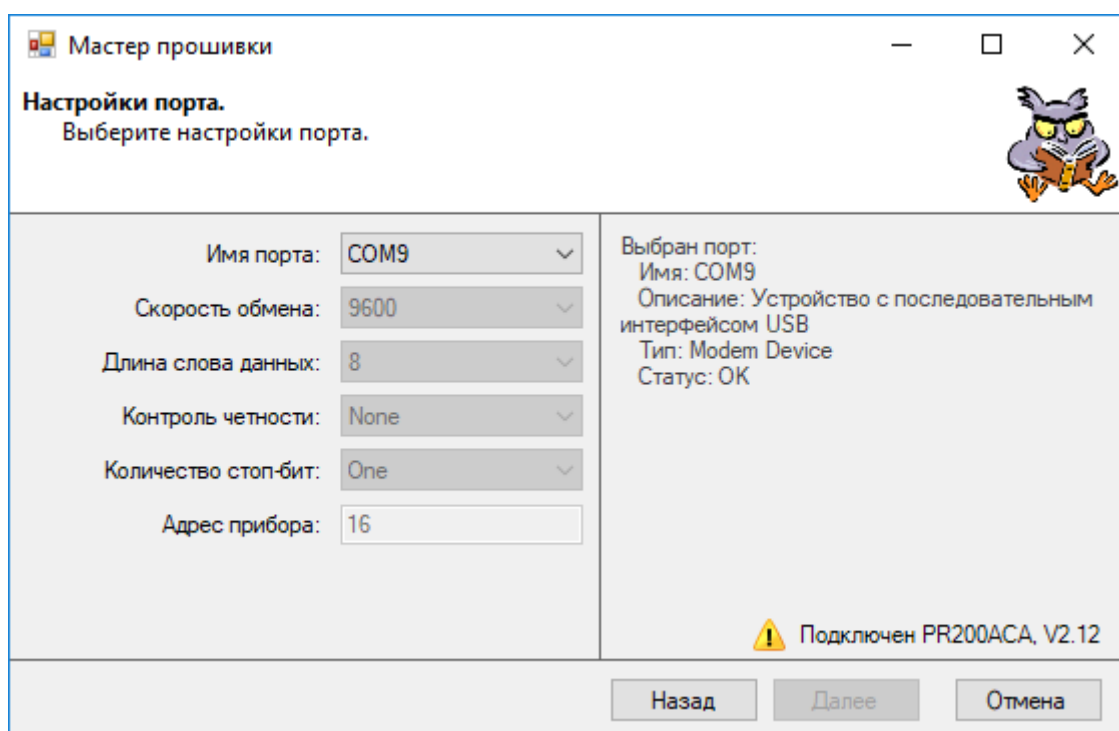 Мастер прошивки
Настройки порта.
Выберите настройки порта.
Имя порта: COM9
Скорость обмена: 9600
Длина слова данных: 8
Контроль четности: None
Количество стоп-бит: One
Адрес прибора: 16
Выбран порт:
Имя: COM9
Описание: Устройство с последовательным
интерфейсом USB
Тип: Modem Device
Статус: OK
Подключен PR200ACA, V2.12
Назад Далее Отмена